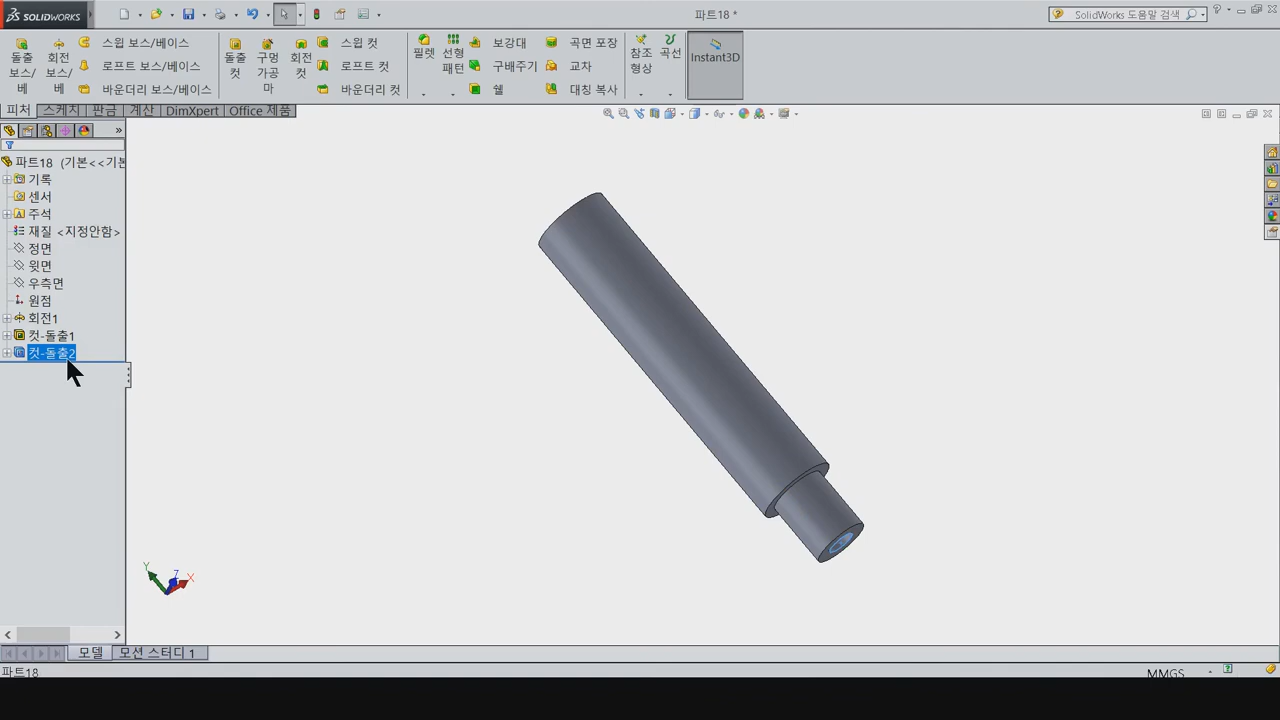 SOLIDWORKS
파트18 *
SolidWorks 도움말 검색
돌출 보스/베
회전 보스/베
스윕 보스/베이스
로프트 보스/베이스
바운더리 보스/베이스
돌출 컷
구멍 가공 마
회전 컷
스윕 컷
로프트 컷
바운더리 컷
필렛
선형 패턴
보강대
구배주기
쉘
곡면 포장
교차
대칭 복사
참조 형상
곡선
Instant3D
피처
스케치
판금
계산
DimXpert
Office 제품
파트18 (기본<<기본
기록
센서
주석
재질 <지정안함>
정면
윗면
우측면
원점
회전1
컷-돌출1
컷-돌출2
Y
Z
X
모델
모션 스터디 1
파트18
MMGS